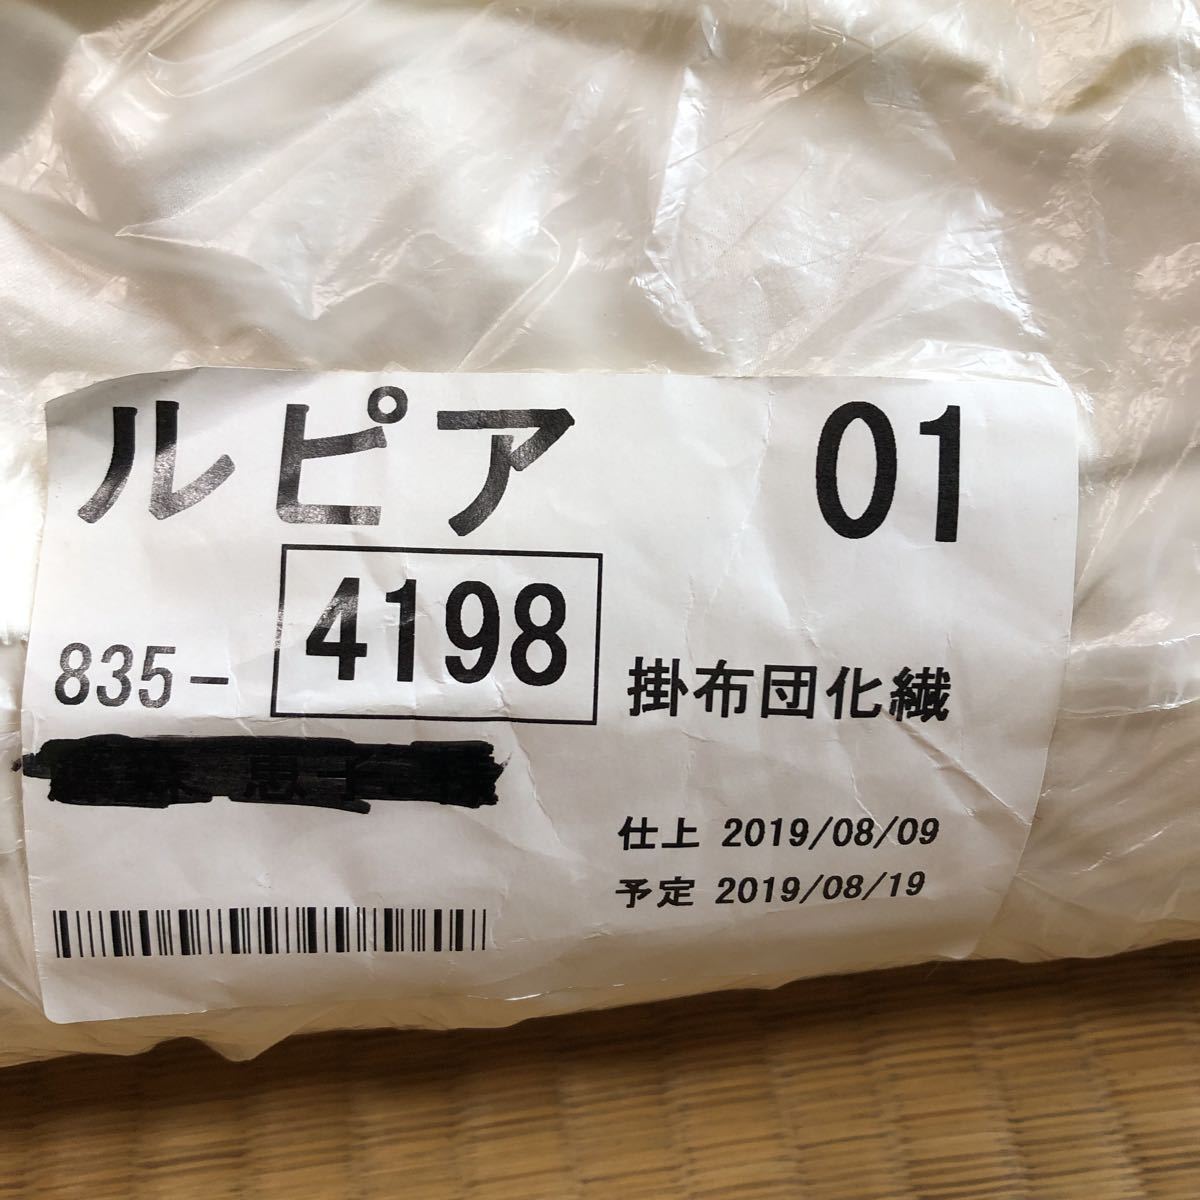 ルピア 01
835- 4198
掛布団化繊
仕上 2019/08/09
予定 2019/08/19